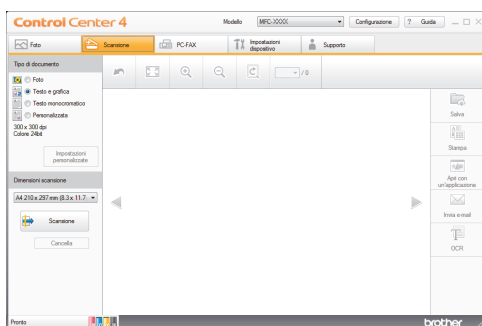 Control Center 4
Modello MFC-XXXX Configurazione ? Guida
Foto Scansione PC-FAX Impostazioni dispositivo Supporto
Tipo di documento
Foto
Testo e grafica
Testo monocromatico
Personalizzata
300 x 300 dpi
Colore 24bit
Impostazioni
personalizzate
Dimensioni scansione
A4 210 x 297 mm (8.3 x 11.7
Scansione
Cancella
/ 0
Salva
Stampa
Apri con
un'applicazione
Invia e-mail
OCR
Pronto
brother